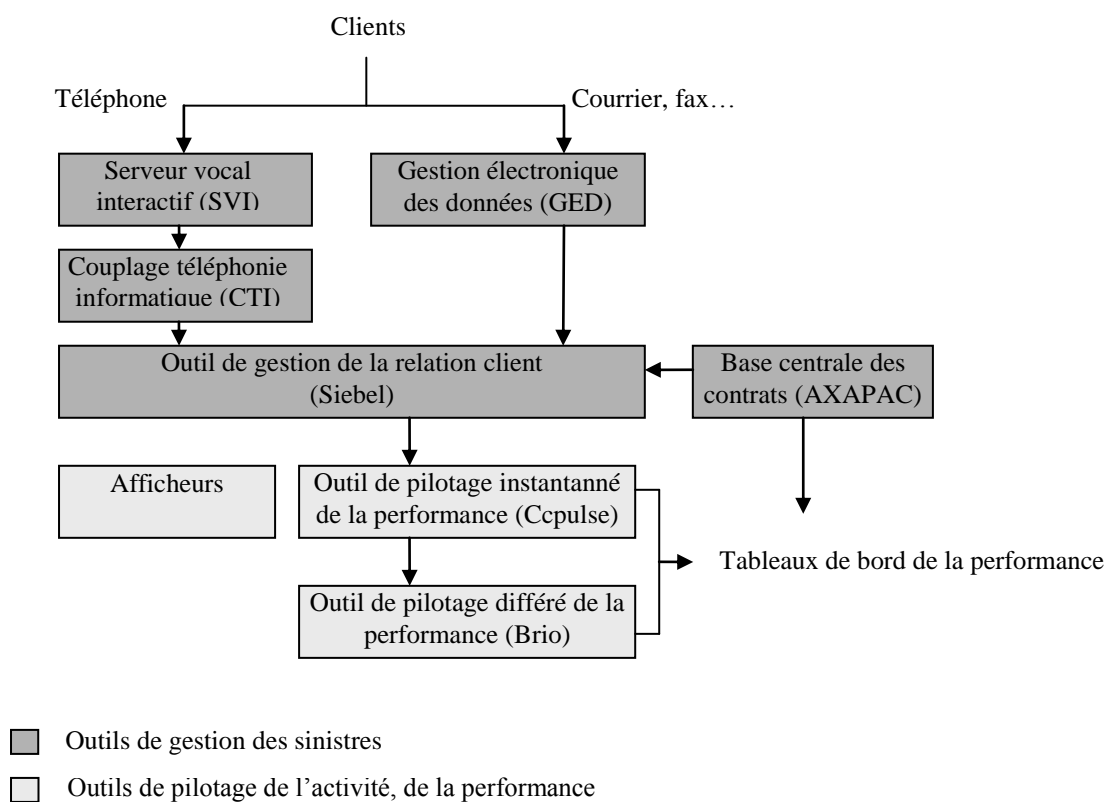 Clients
Téléphone
Courrier, fax…
Serveur vocal
interactif (SVI)
Gestion électronique
des données (GED)
Couplage téléphonie
informatique (CTI)
Outil de gestion de la relation client
(Siebel)
Base centrale des
contrats (AXAPAC)
Afficheurs
Outil de pilotage instantanné
de la performance (Ccpulse)
Tableaux de bord de la performance
Outil de pilotage différé de la
performance (Brio)
Outils de gestion des sinistres
Outils de pilotage de l’activité, de la performance